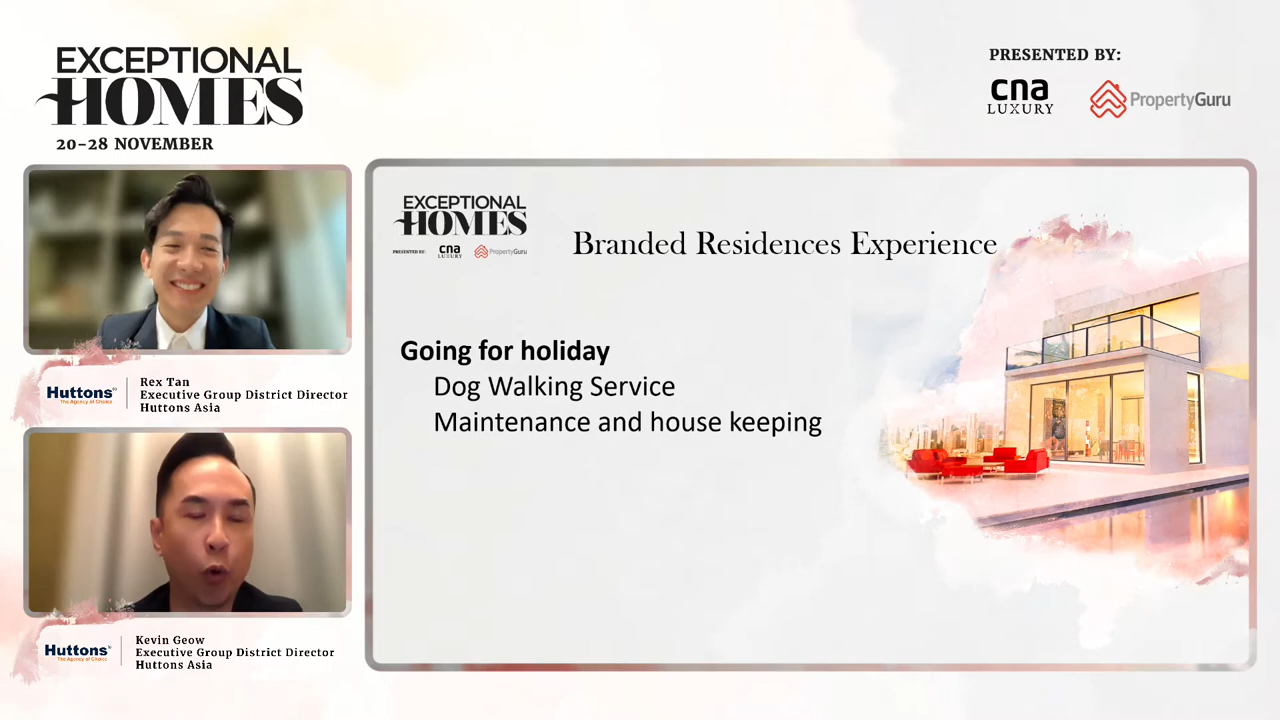 EXCEPTIONAL
HOMES
20-28 NOVEMBER
PRESENTED BY:
cna
LUXURY
PropertyGuru
Huttons
The Agency of Choice
Rex Tan
Executive Group District Director
Huttons Asia
Huttons
The Agency of Choice
Kevin Geow
Executive Group District Director
Huttons Asia
EXCEPTIONAL
HOMES
PRESENTED BY:
cna
LUXURY
PropertyGuru
Branded Residences Experience
Going for holiday
Dog Walking Service
Maintenance and house keeping